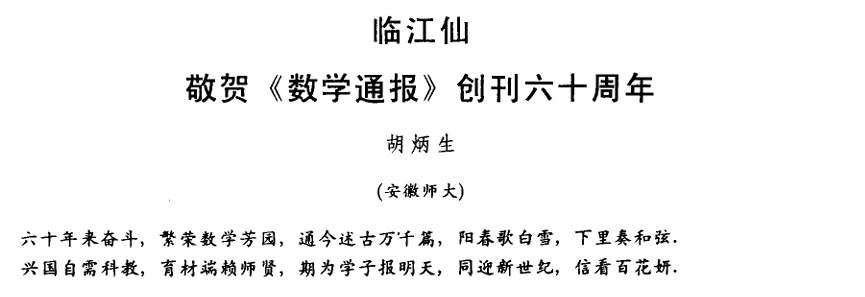 临江仙
敬贺《数学通报》创刊六十周年
胡炳生
(安徽师大)
六十年来奋斗，繁荣数学芳园，通今述古万千篇，阳春歌白雪，下里奏和弦.
兴国自需科教，育材端赖师贤，期为学子报明天，同迎新世纪，信看百花妍.